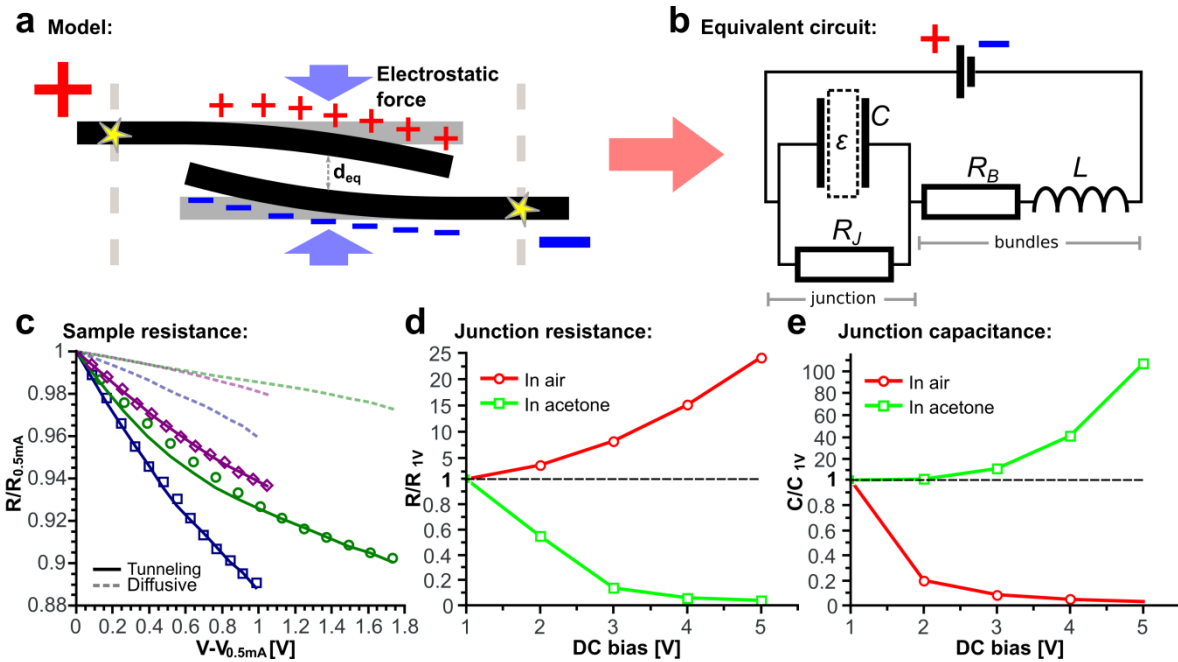 a Model:
Electrostatic
force
d_eq
b Equivalent circuit:
C
ε
R_B
L
R_J
bundles
junction
c Sample resistance:
R/R_0.5mA
1
0.98
0.96
0.94
0.92
0.9
0.88
Tunneling
Diffusive
0 0.2 0.4 0.6 0.8 1 1.2 1.4 1.6 1.8
V-V_0.5mA [V]
d Junction resistance:
R/R_1V
25
20
15
10
5
1
0.8
0.6
0.4
0.2
0
In air
In acetone
1 2 3 4 5
DC bias [V]
e Junction capacitance:
C/C_1V
100
80
60
40
20
1
0.8
0.6
0.4
0.2
0
In air
In acetone
1 2 3 4 5
DC bias [V]